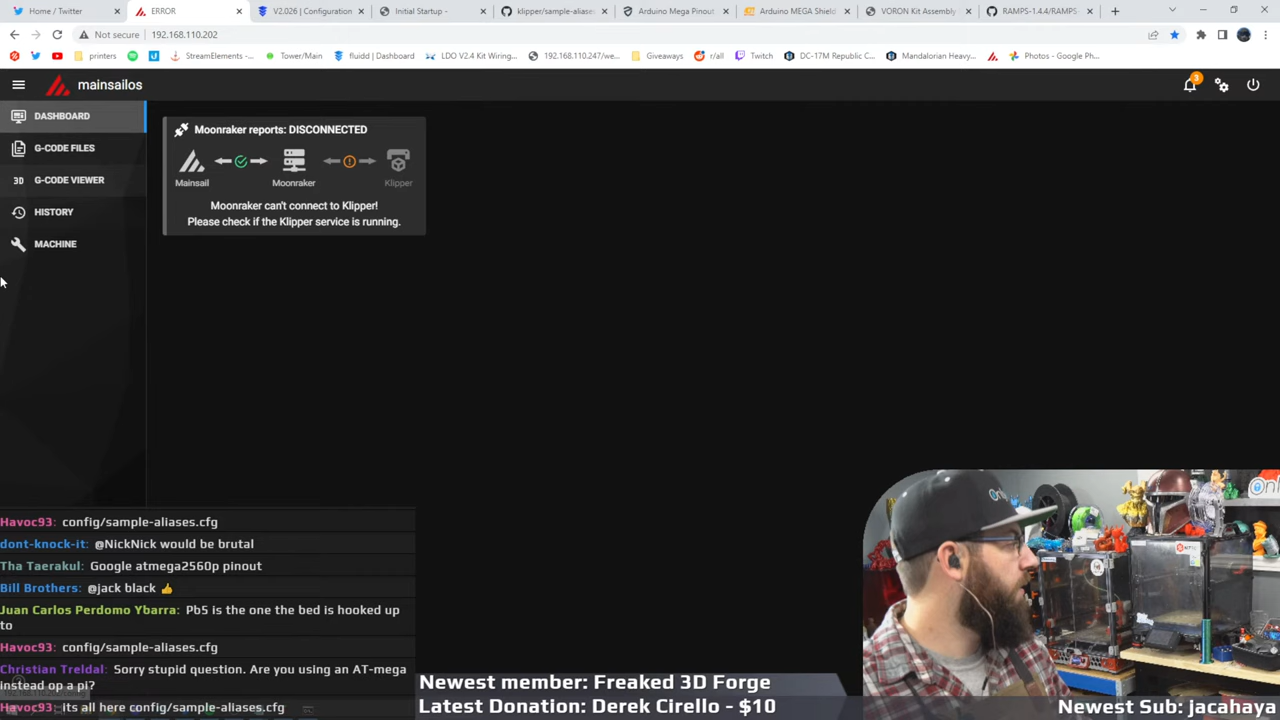 Home / Twitter
ERROR
V2.026 | Configuration
Initial Startup -
klipper/sample-aliase
Arduino Mega Pinout
Arduino MEGA Shield
VORON Kit Assembly
RAMPS-1.4.4/RAMPS
Not secure
192.168.110.202
printers
StreamElements -...
Tower/Main
fluidd | Dashboard
LDO V2.4 Kit Wiring...
192.168.110.247/we...
Giveaways
r/all
Twitch
DC-17M Republic C...
Mandalorian Heavy...
Photos - Google Ph...
mainsailos
3
DASHBOARD
G-CODE FILES
3D G-CODE VIEWER
HISTORY
MACHINE
Moonraker reports: DISCONNECTED
Mainsail
Moonraker
Klipper
Moonraker can't connect to Klipper!
Please check if the Klipper service is running.
Havoc93: config/sample-aliases.cfg
dont-knock-it: @NickNick would be brutal
Tha Taerakul: Google atmega2560p pinout
Bill Brothers: @jack black 👍
Juan Carlos Perdomo Ybarra: Pb5 is the one the bed is hooked up
to
Havoc93: config/sample-aliases.cfg
Christian Treldal: Sorry stupid question. Are you using an AT-mega
instead op a pi?
Havoc93: its all here config/sample-aliases.cfg
Newest member: Freaked 3D Forge
Latest Donation: Derek Cirello - $10
Newest Sub: jacahaya